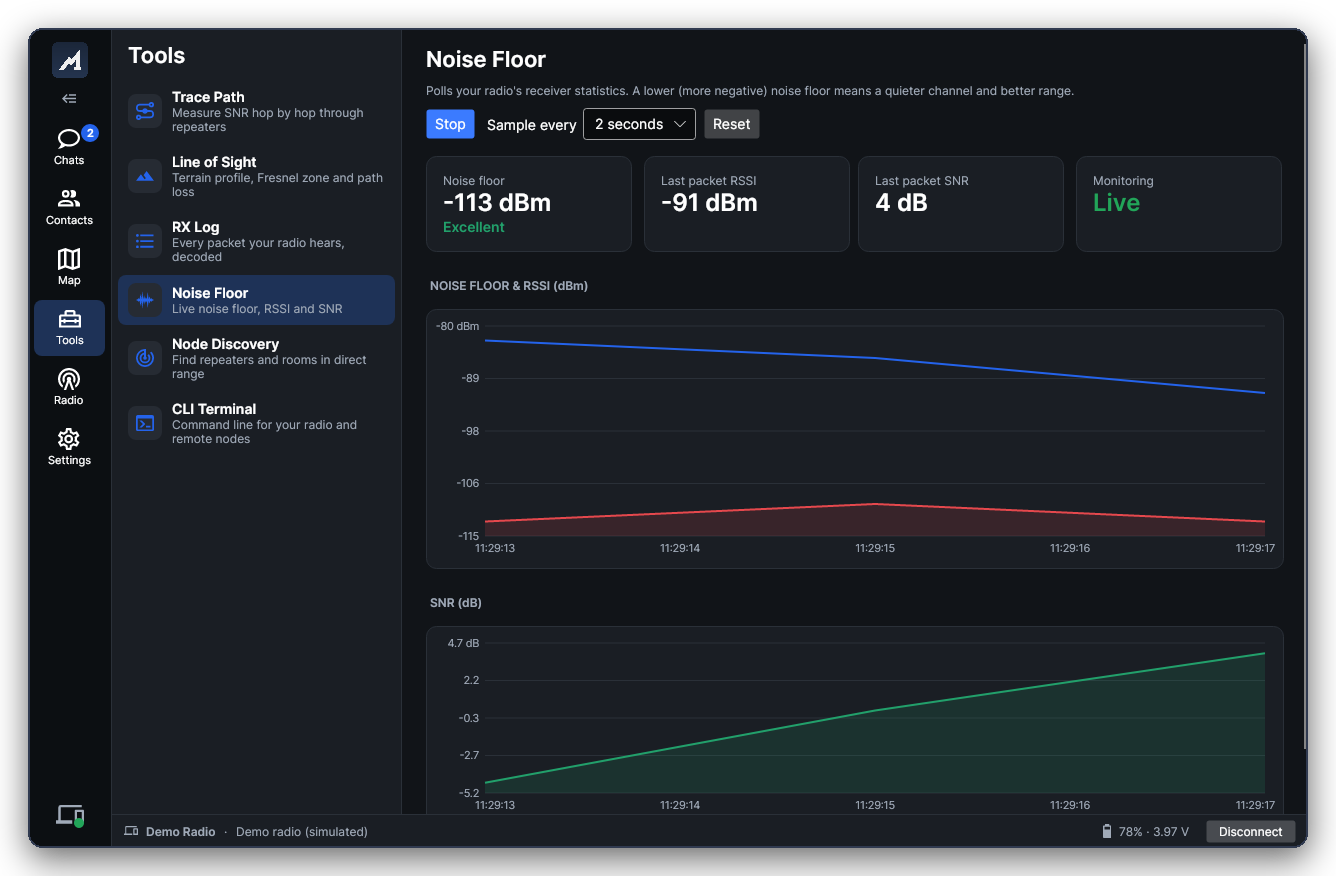 Tools
Trace Path
Measure SNR hop by hop through
repeaters
Line of Sight
Terrain profile, Fresnel zone and path
loss
RX Log
Every packet your radio hears,
decoded
Noise Floor
Live noise floor, RSSI and SNR
Node Discovery
Find repeaters and rooms in direct
range
CLI Terminal
Command line for your radio and
remote nodes
2
Chats
Contacts
Map
Tools
Radio
Settings
Noise Floor
Polls your radio's receiver statistics. A lower (more negative) noise floor means a quieter channel and better range.
Stop Sample every 2 seconds Reset
Noise floor
-113 dBm
Excellent
Last packet RSSI
-91 dBm
Last packet SNR
4 dB
Monitoring
Live
NOISE FLOOR & RSSI (dBm)
-80 dBm
-89
-98
-106
-115
11:29:13 11:29:14 11:29:15 11:29:16 11:29:17
SNR (dB)
4.7 dB
2.2
-0.3
-2.7
-5.2
11:29:13 11:29:14 11:29:15 11:29:16 11:29:17
Demo Radio · Demo radio (simulated)
78% · 3.97 V Disconnect